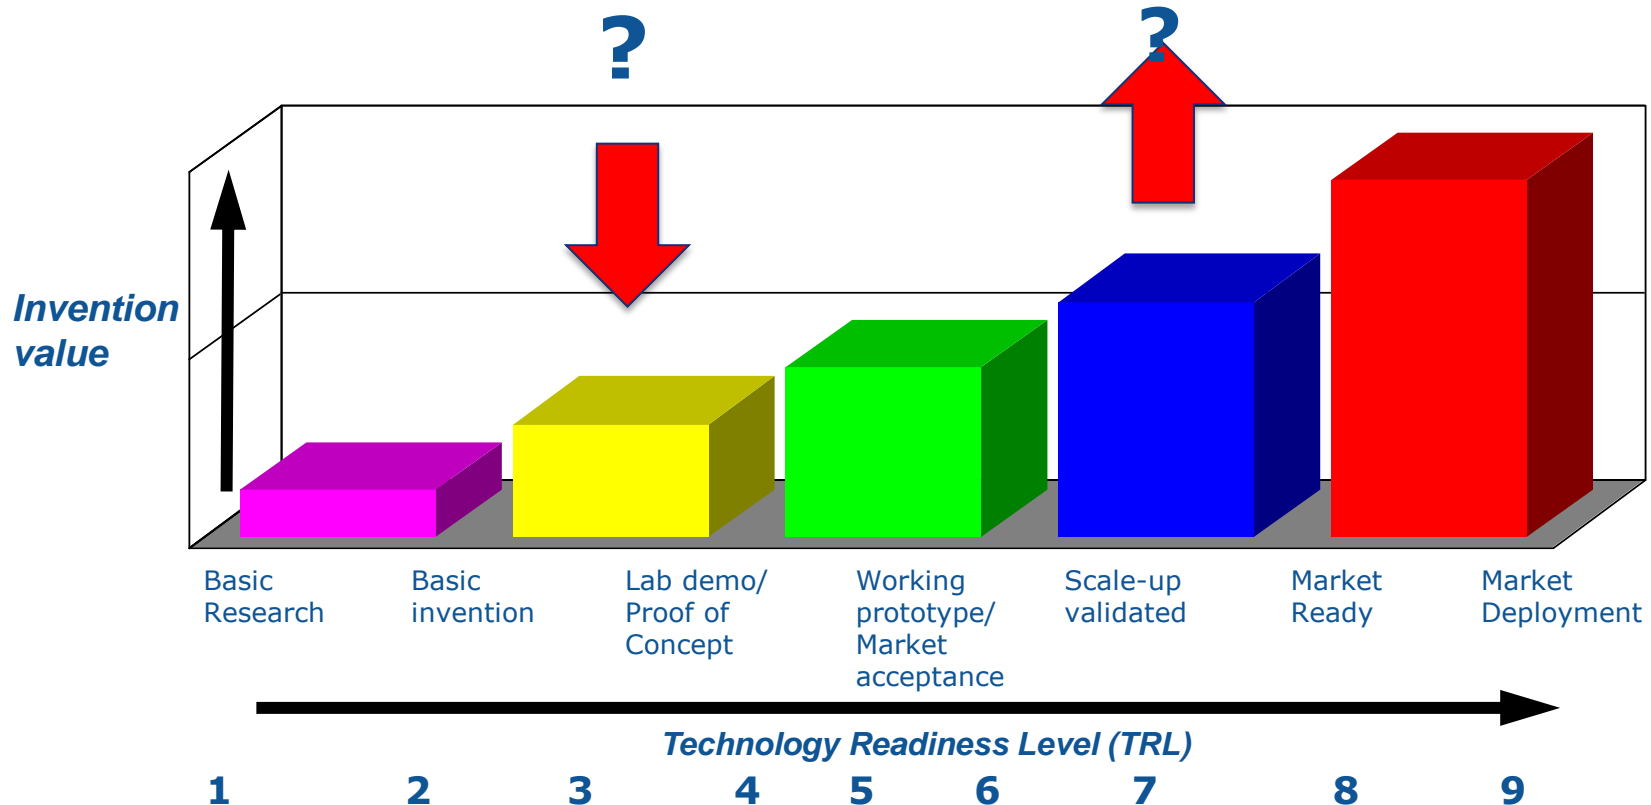 ?
?
Invention
value
Basic
Research
Basic
invention
Lab demo/
Proof of
Concept
Working
prototype/
Market
acceptance
Scale-up
validated
Market
Ready
Market
Deployment
Technology Readiness Level (TRL)
1 2 3 4 5 6 7 8 9